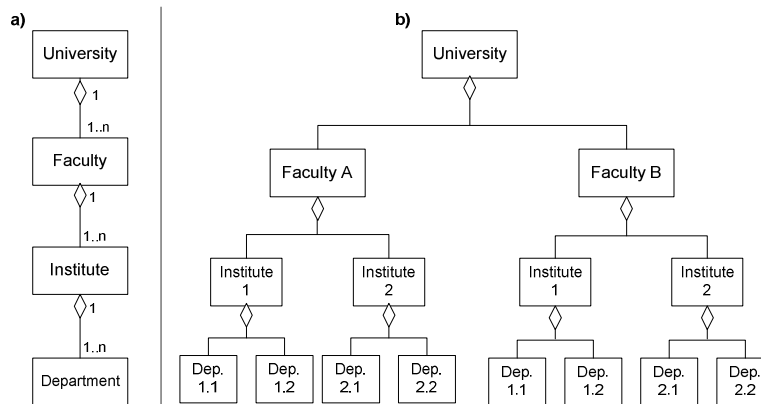 a)
University
1
1..n
Faculty
1
1..n
Institute
1
1..n
Department
b)
University
Faculty A
Faculty B
Institute
1
Institute
2
Institute
1
Institute
2
Dep.
1.1
Dep.
1.2
Dep.
2.1
Dep.
2.2
Dep.
1.1
Dep.
1.2
Dep.
2.1
Dep.
2.2